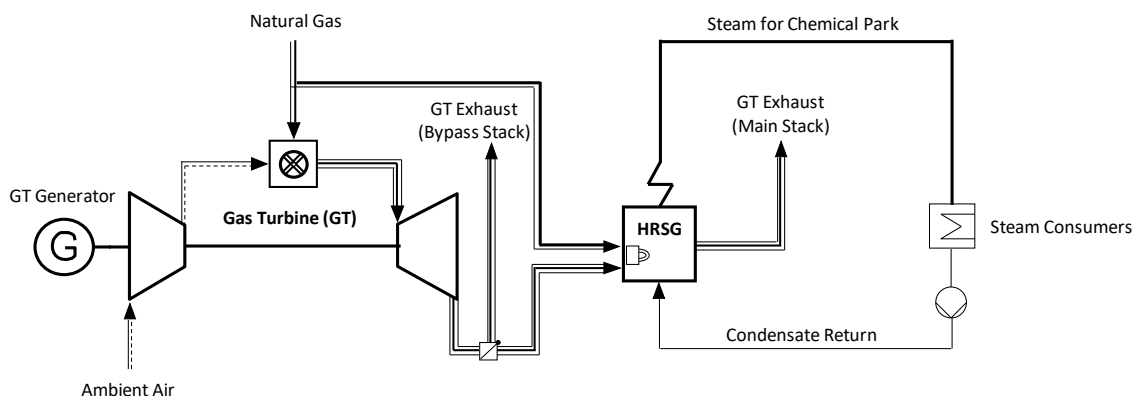 Natural Gas
Steam for Chemical Park
GT Exhaust
(Bypass Stack)
GT Exhaust
(Main Stack)
GT Generator
G
Gas Turbine (GT)
HRSG
Steam Consumers
Condensate Return
Ambient Air